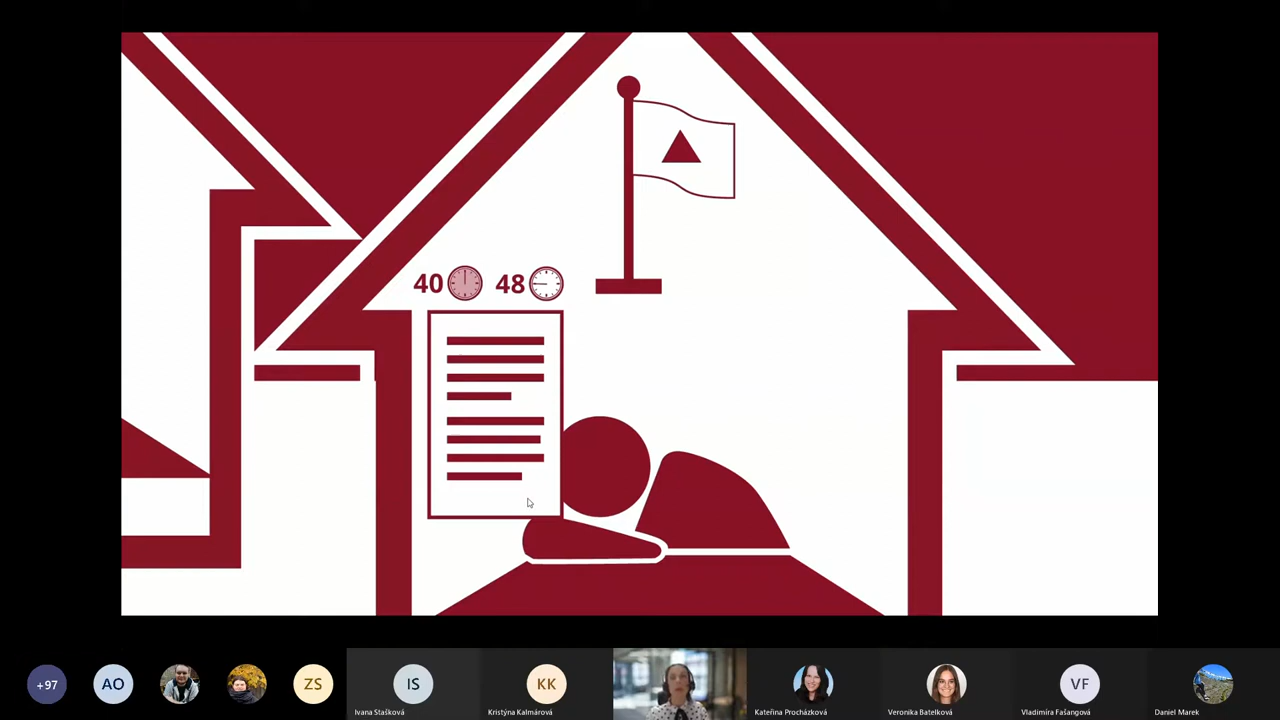 40 48
+97 AO ZS IS KK VF
Ivana Stašková Kristýna Kalmárová Kateřina Procházková Veronika Batelková Vladimíra Fašangová Daniel Marek